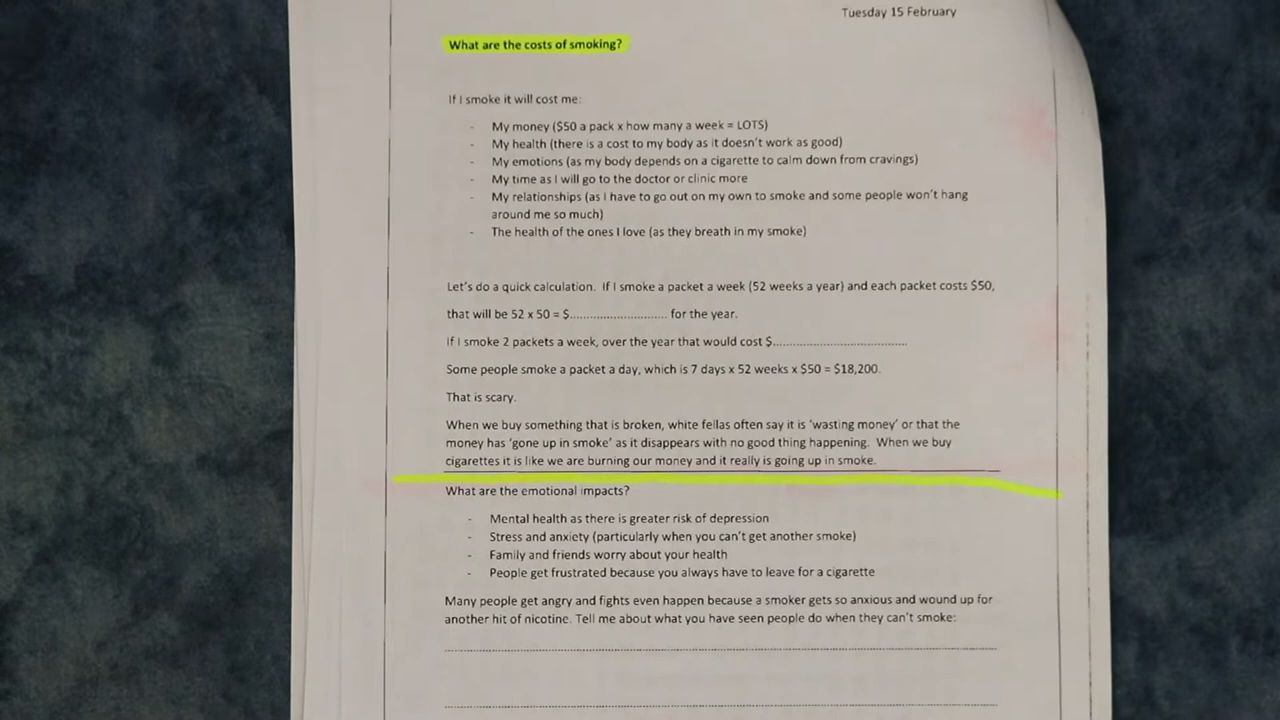 Tuesday 15 February
What are the costs of smoking?
If I smoke it will cost me:
- My money ($50 a pack x how many a week = LOTS)
- My health (there is a cost to my body as it doesn't work as good)
- My emotions (as my body depends on a cigarette to calm down from cravings)
- My time as I will go to the doctor or clinic more
- My relationships (as I have to go out on my own to smoke and some people won't hang
around me so much)
- The health of the ones I love (as they breath in my smoke)
Let's do a quick calculation. If I smoke a packet a week (52 weeks a year) and each packet costs $50,
that will be 52 x 50 = $............................ for the year.
If I smoke 2 packets a week, over the year that would cost $.......................................
Some people smoke a packet a day, which is 7 days x 52 weeks x $50 = $18,200.
That is scary.
When we buy something that is broken, white fellas often say it is 'wasting money' or that the
money has 'gone up in smoke' as it disappears with no good thing happening. When we buy
cigarettes it is like we are burning our money and it really is going up in smoke.
What are the emotional impacts?
- Mental health as there is greater risk of depression
- Stress and anxiety (particularly when you can't get another smoke)
- Family and friends worry about your health
- People get frustrated because you always have to leave for a cigarette
Many people get angry and fights even happen because a smoker gets so anxious and wound up for
another hit of nicotine. Tell me about what you have seen people do when they can't smoke: